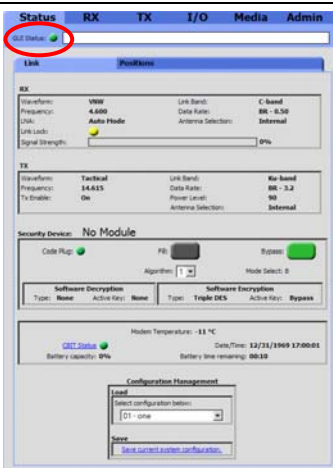 Status RX TX I/O Media Admin
GUI Status:
Link Positions
RX
Waveform: VNW Link Band: C-band
Frequency: 4.600 Data Rate: BR - 0.50
LNA: Auto Mode Antenna Selection: Internal
Link Lock:
Signal Strength: 0%
TX
Waveform: Tactical Link Band: Ku-band
Frequency: 14.615 Data Rate: BR - 3.2
Tx Enable: On Power Level: 90
Antenna Selection: Internal
Security Device: No Module
Code Plug: Fill: Bypass:
Algorithm: 1 Mode Select: B
Software Decryption Software Encryption
Type: None Active Key: None Type: Triple DES Active Key: Bypass
Modem Temperature: -11 °C
CBIT Status Date/Time: 12/31/1969 17:00:01
Battery capacity: 0% Battery time remaining: 00:10
Configuration Management
Load
Select configuration below:
01 - one
Save
Save current system configuration.